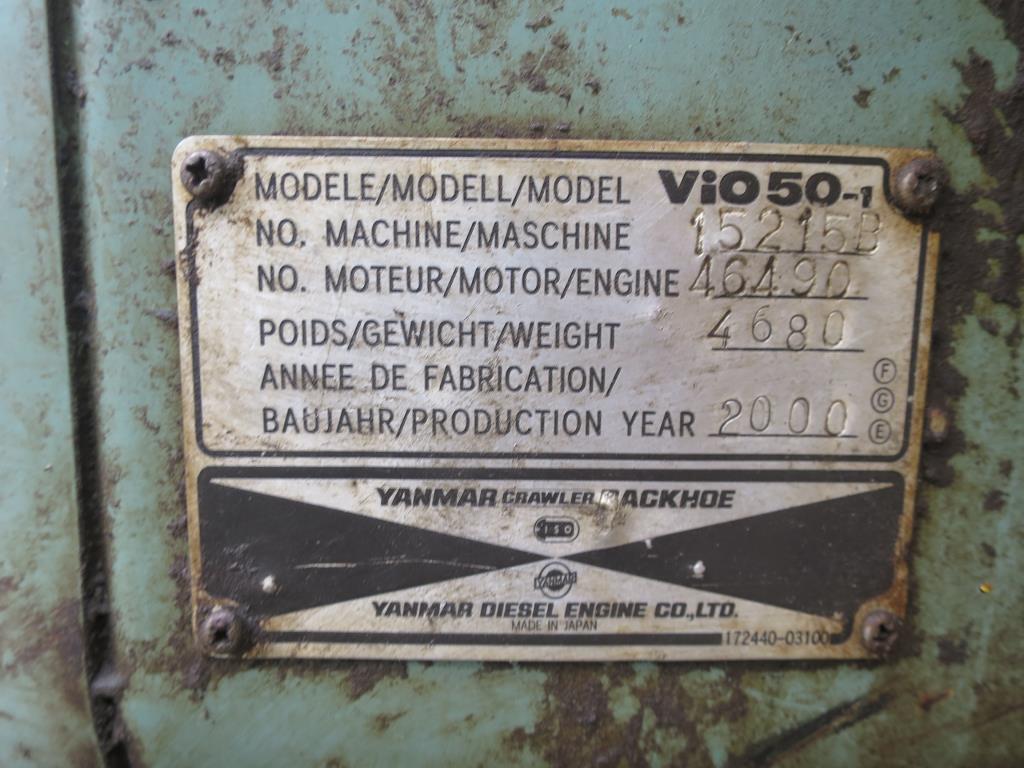 MODELE/MODELL/MODEL ViO50-1
NO. MACHINE/MASCHINE 15215B
NO. MOTEUR/MOTOR/ENGINE 46490
POIDS/GEWICHT/WEIGHT 4680
ANNEE DE FABRICATION/
BAUJAHR/PRODUCTION YEAR 2000
F
G
E
YANMAR CRAWLER BACKHOE
ISO
YANMAR
YANMAR DIESEL ENGINE CO.,LTD.
MADE IN JAPAN
172440-03100